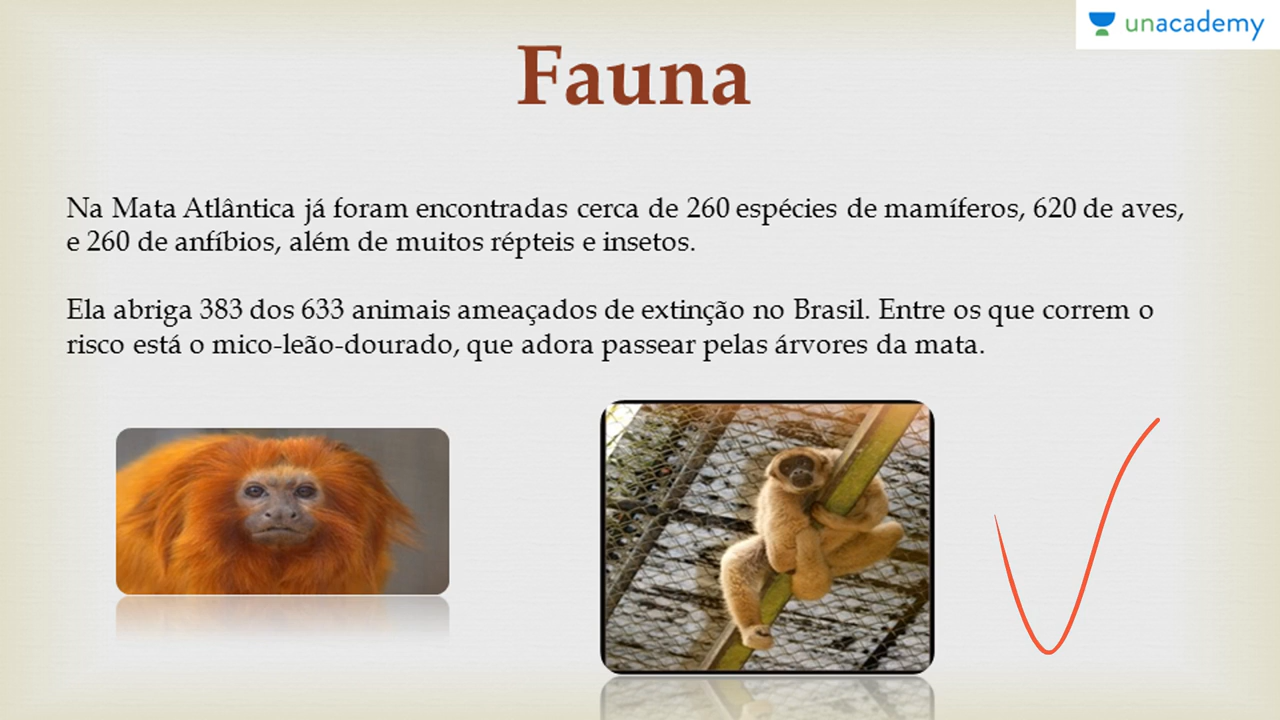 unacademy
Fauna
Na Mata Atlântica já foram encontradas cerca de 260 espécies de mamíferos, 620 de aves,
e 260 de anfíbios, além de muitos répteis e insetos.
Ela abriga 383 dos 633 animais ameaçados de extinção no Brasil. Entre os que correm o
risco está o mico-leão-dourado, que adora passear pelas árvores da mata.